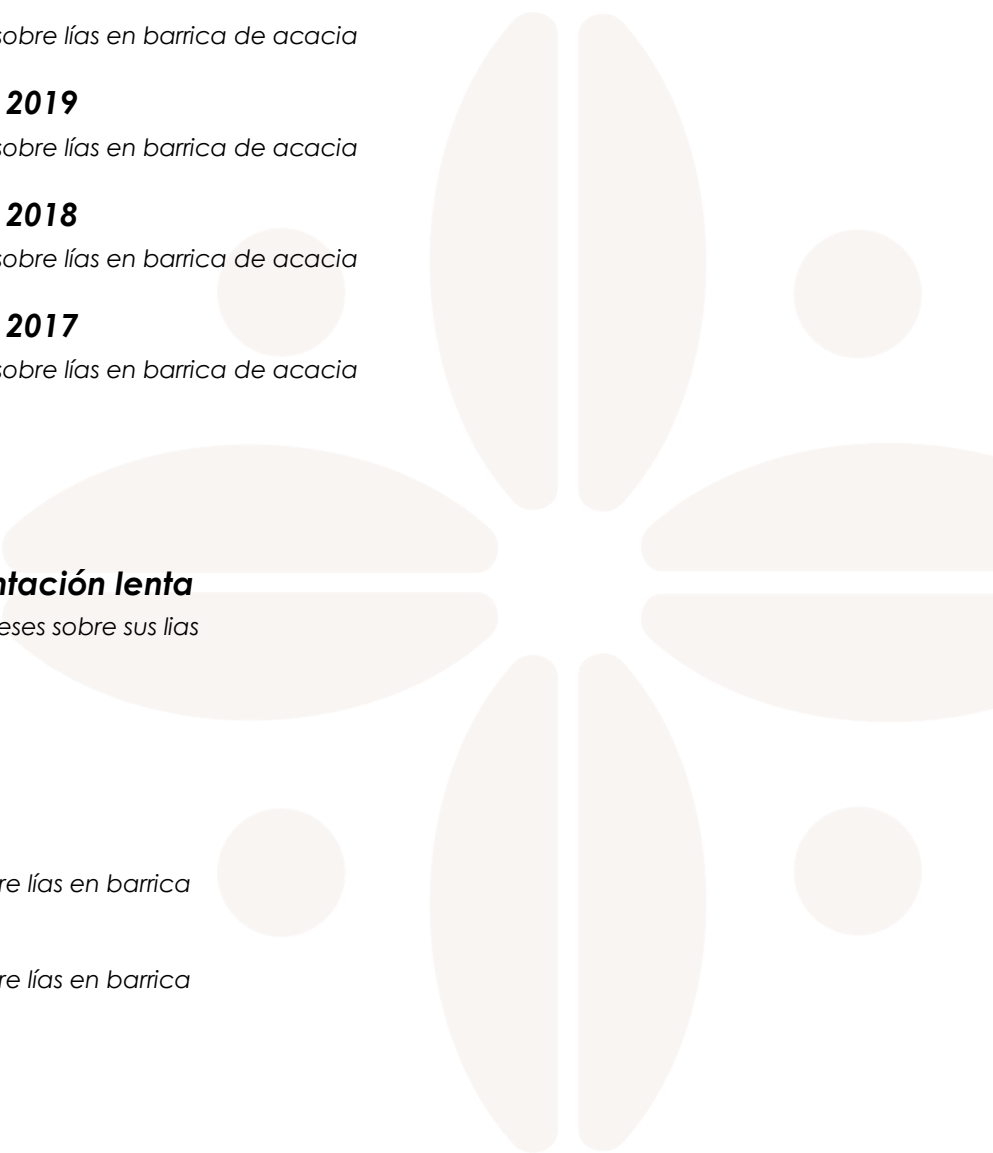 sobre lías en barrica de acacia
2019
sobre lías en barrica de acacia
2018
sobre lías en barrica de acacia
2017
sobre lías en barrica de acacia
ntación lenta
eses sobre sus lias
re lías en barrica
re lías en barrica